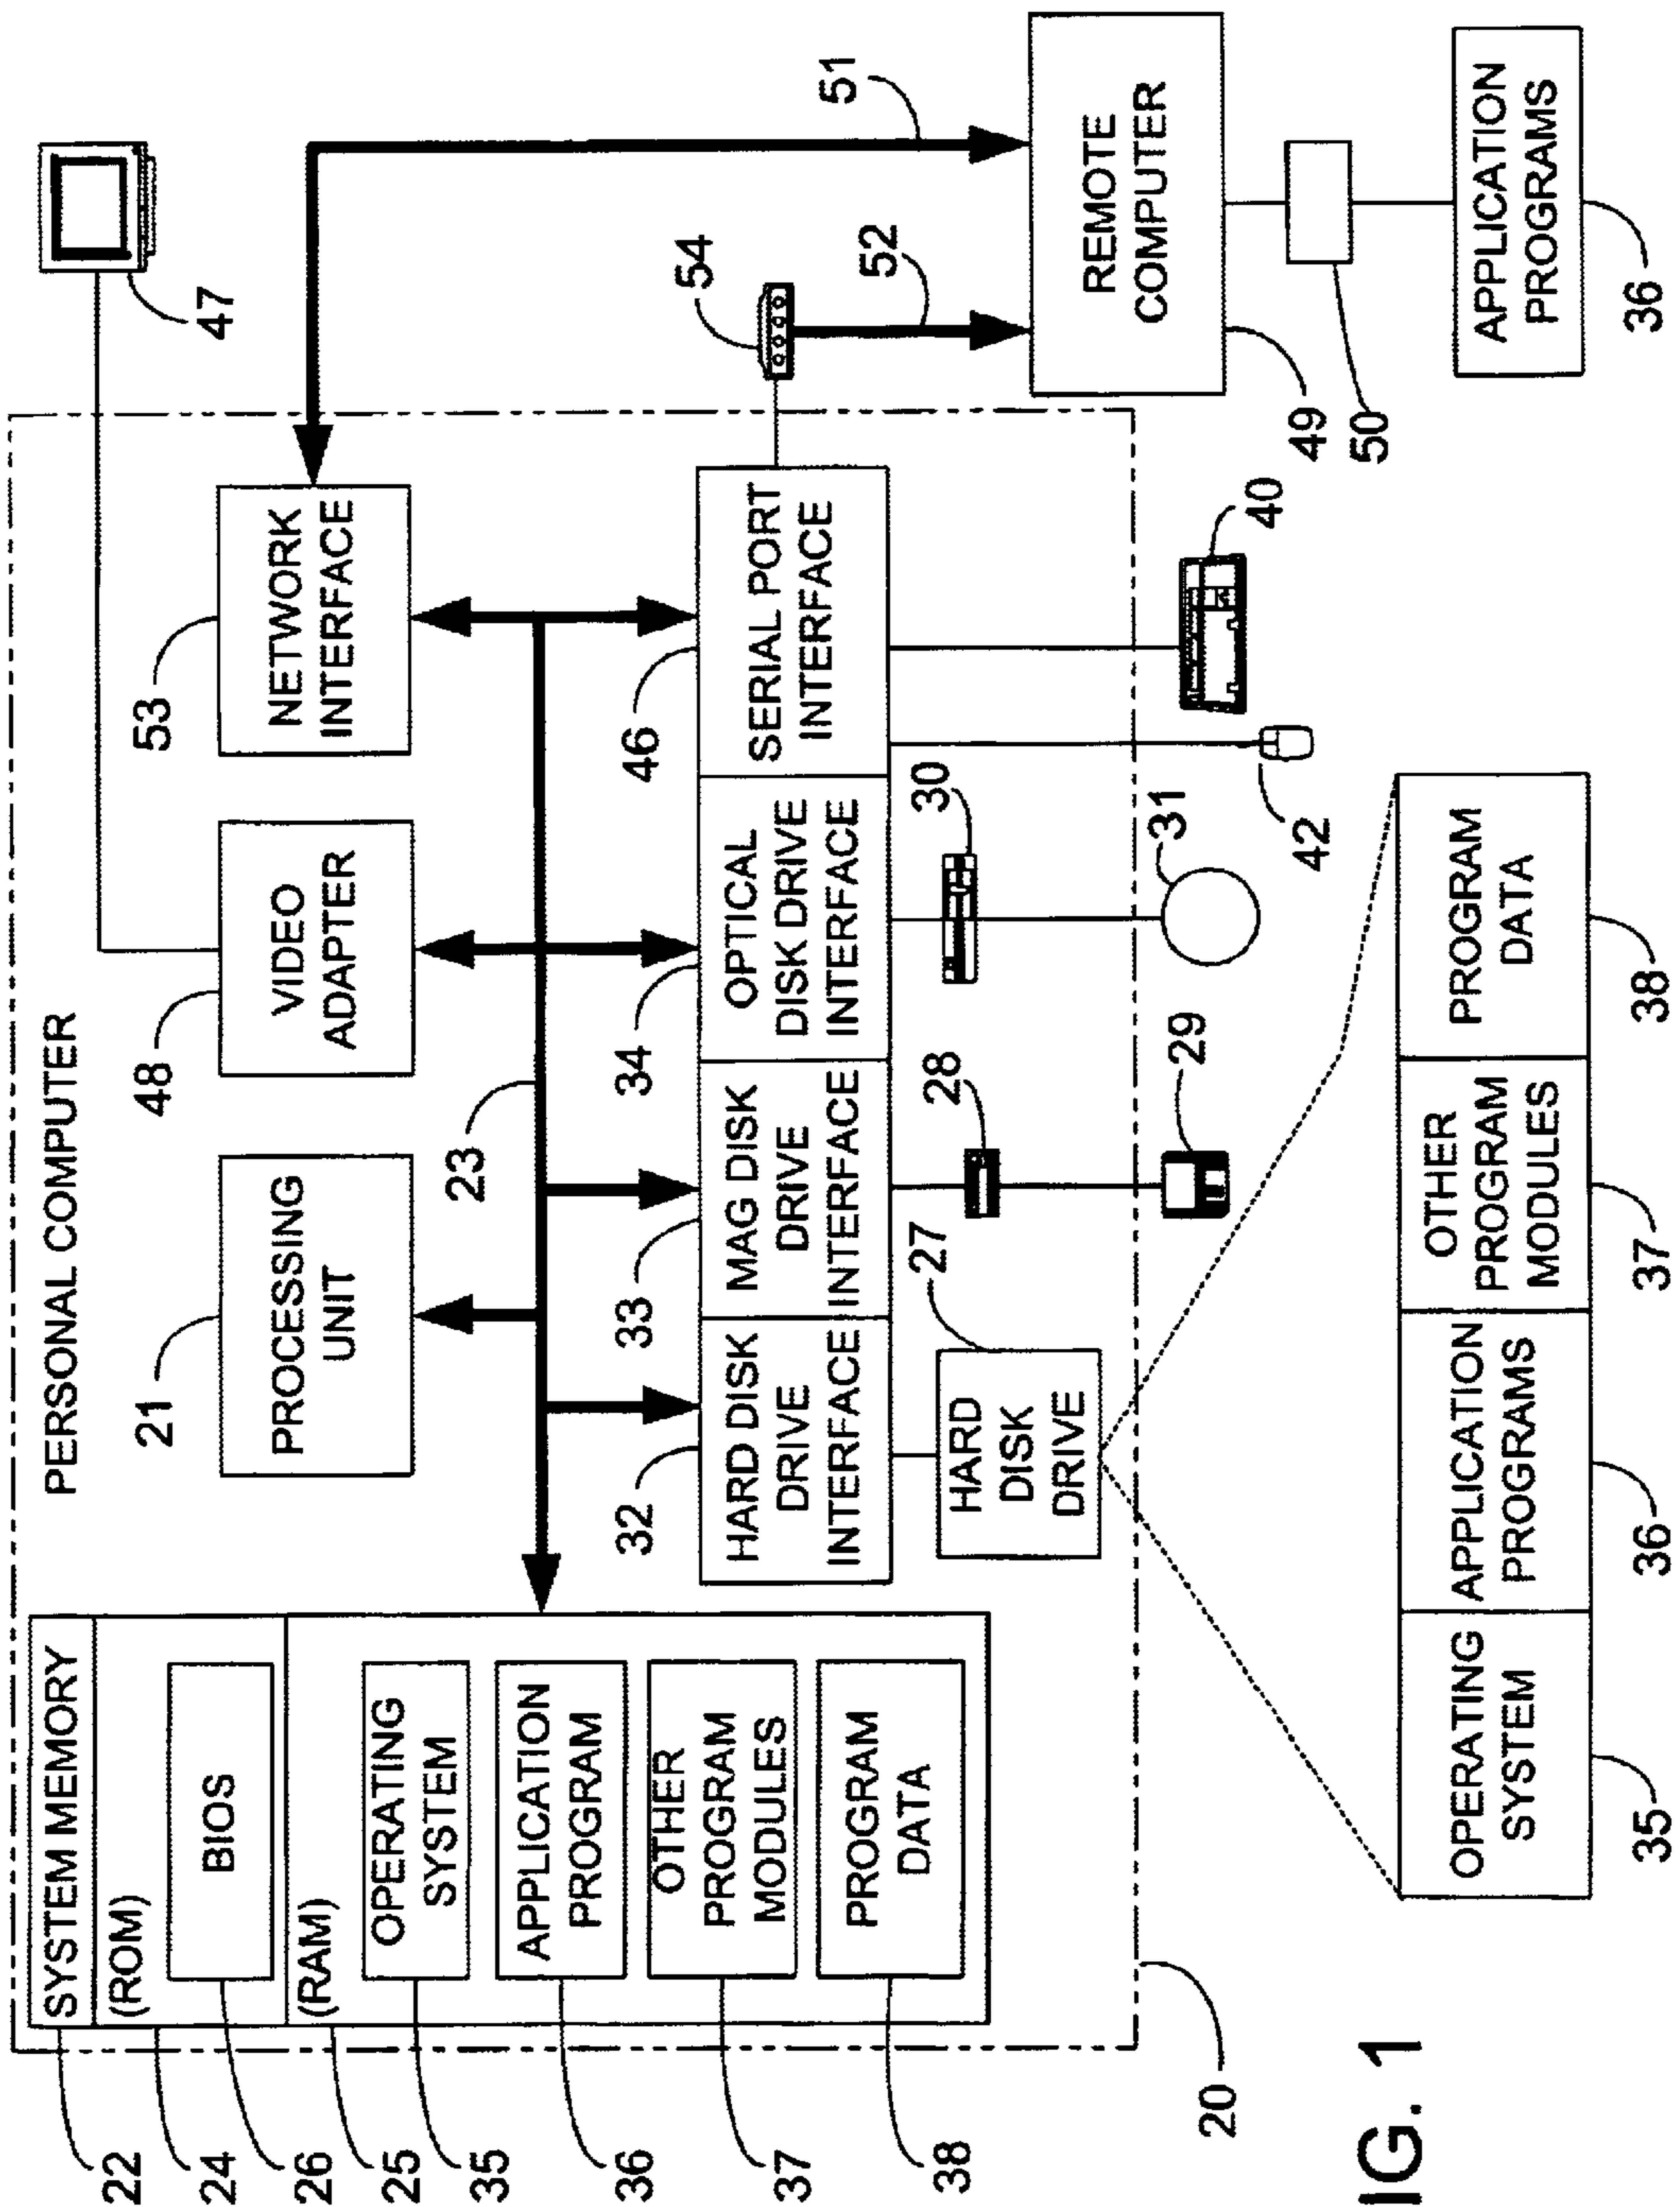 PERSONAL COMPUTER
22
SYSTEM MEMORY
24
(ROM)
26
BIOS
25
(RAM)
35
OPERATING
SYSTEM
36
APPLICATION
PROGRAM
37
OTHER
PROGRAM
MODULES
38
PROGRAM
DATA
21
PROCESSING
UNIT
48
VIDEO
ADAPTER
53
NETWORK
INTERFACE
47
23
32
HARD DISK
DRIVE
INTERFACE
33
MAG DISK
DRIVE
INTERFACE
34
OPTICAL
DISK DRIVE
INTERFACE
46
SERIAL PORT
INTERFACE
54
52
51
27
HARD
DISK
DRIVE
28
29
30
31
42
40
REMOTE
COMPUTER
49
50
APPLICATION
PROGRAMS
36
20
OPERATING
SYSTEM
35
APPLICATION
PROGRAMS
36
OTHER
PROGRAM
MODULES
37
PROGRAM
DATA
38
IG. 1